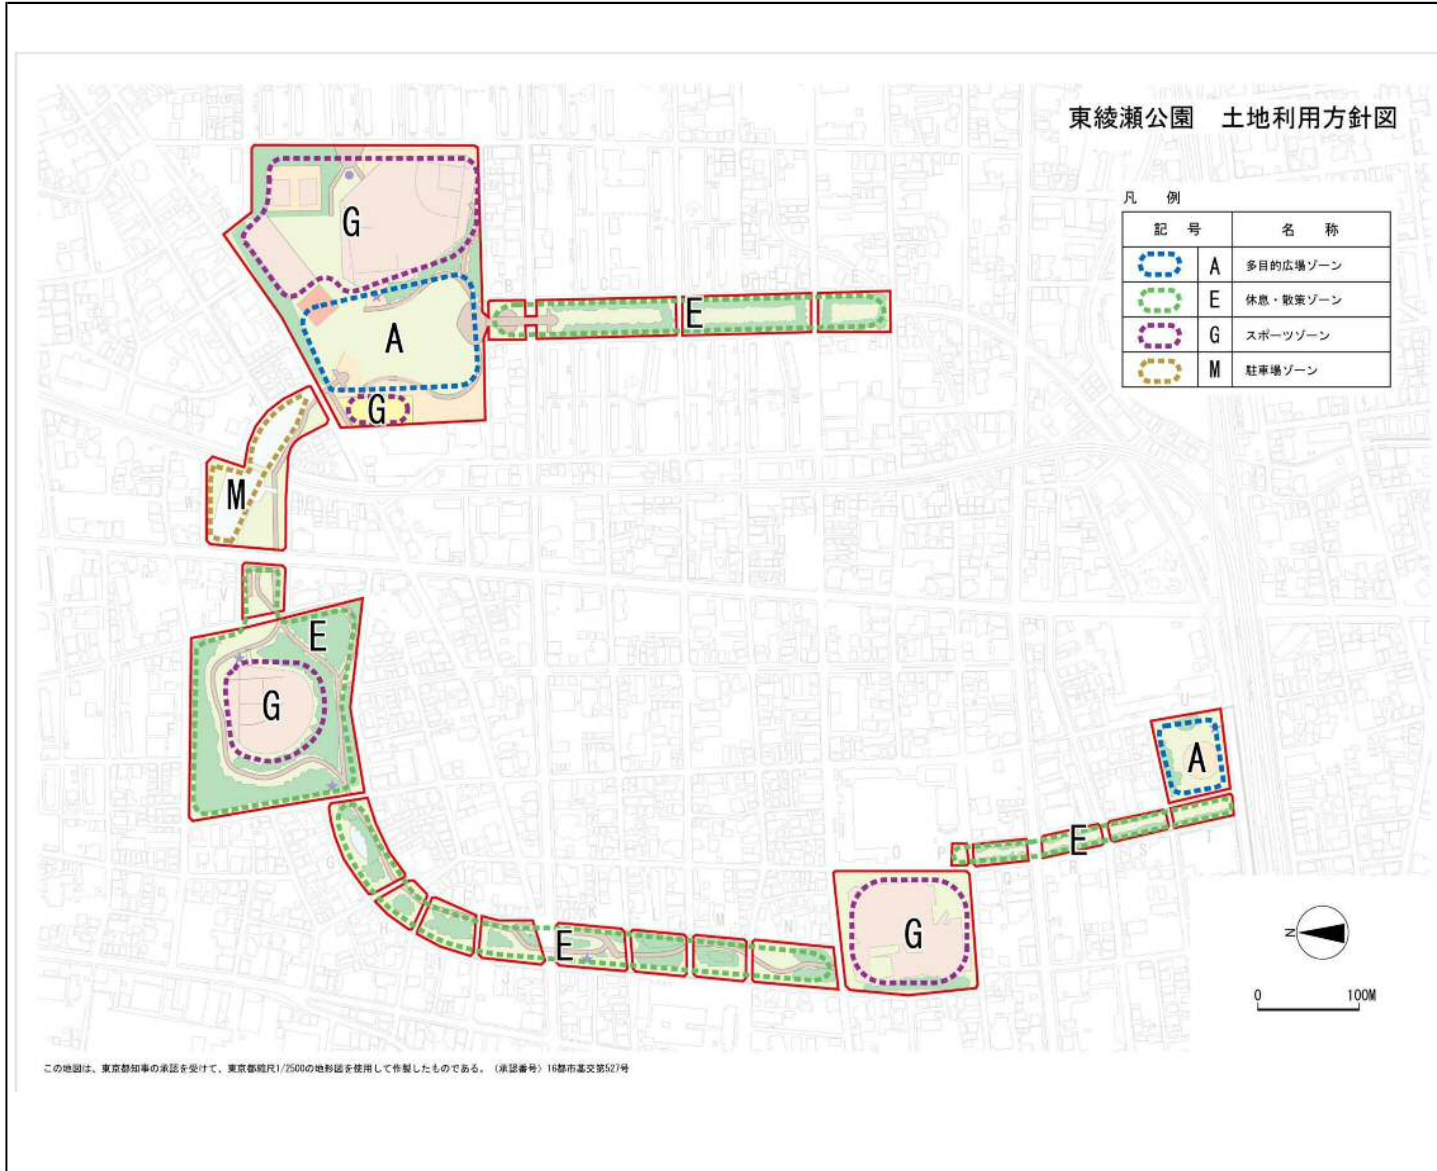 東綾瀬公園　土地利用方針図
凡　例
記　号　名　称
A　多目的広場ゾーン
E　休息・散策ゾーン
G　スポーツゾーン
M　駐車場ゾーン
G
A
E
G
M
E
G
A
E
E
G
N
0　100M
この地図は、東京都知事の承認を受けて、東京都縮尺1/2500の地形図を使用して作製したものである。（承認番号）16都市基交第527号